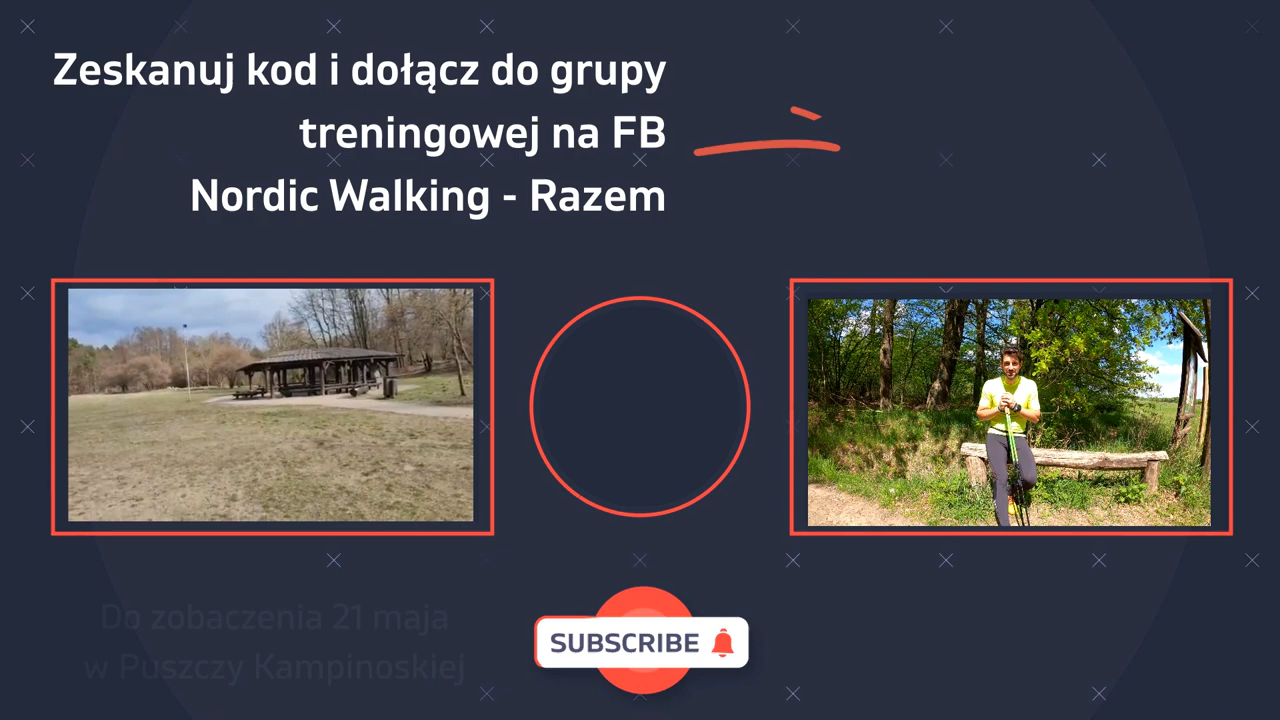 Zeskanuj kod i dołącz do grupy
treningowej na FB
Nordic Walking - Razem
Do zobaczenia 21 maja
w Puszczy Kampinoskiej
SUBSCRIBE